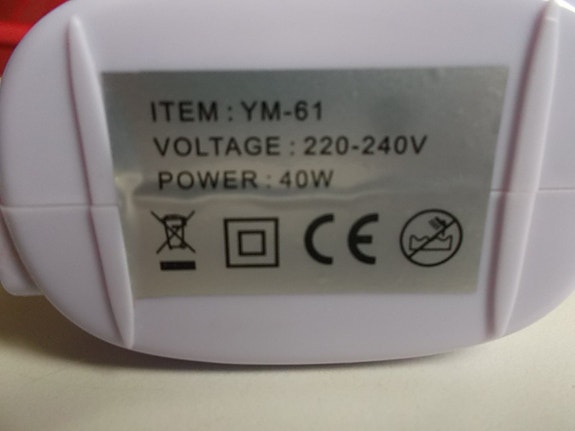 ITEM : YM-61
VOLTAGE : 220-240V
POWER : 40W
CE